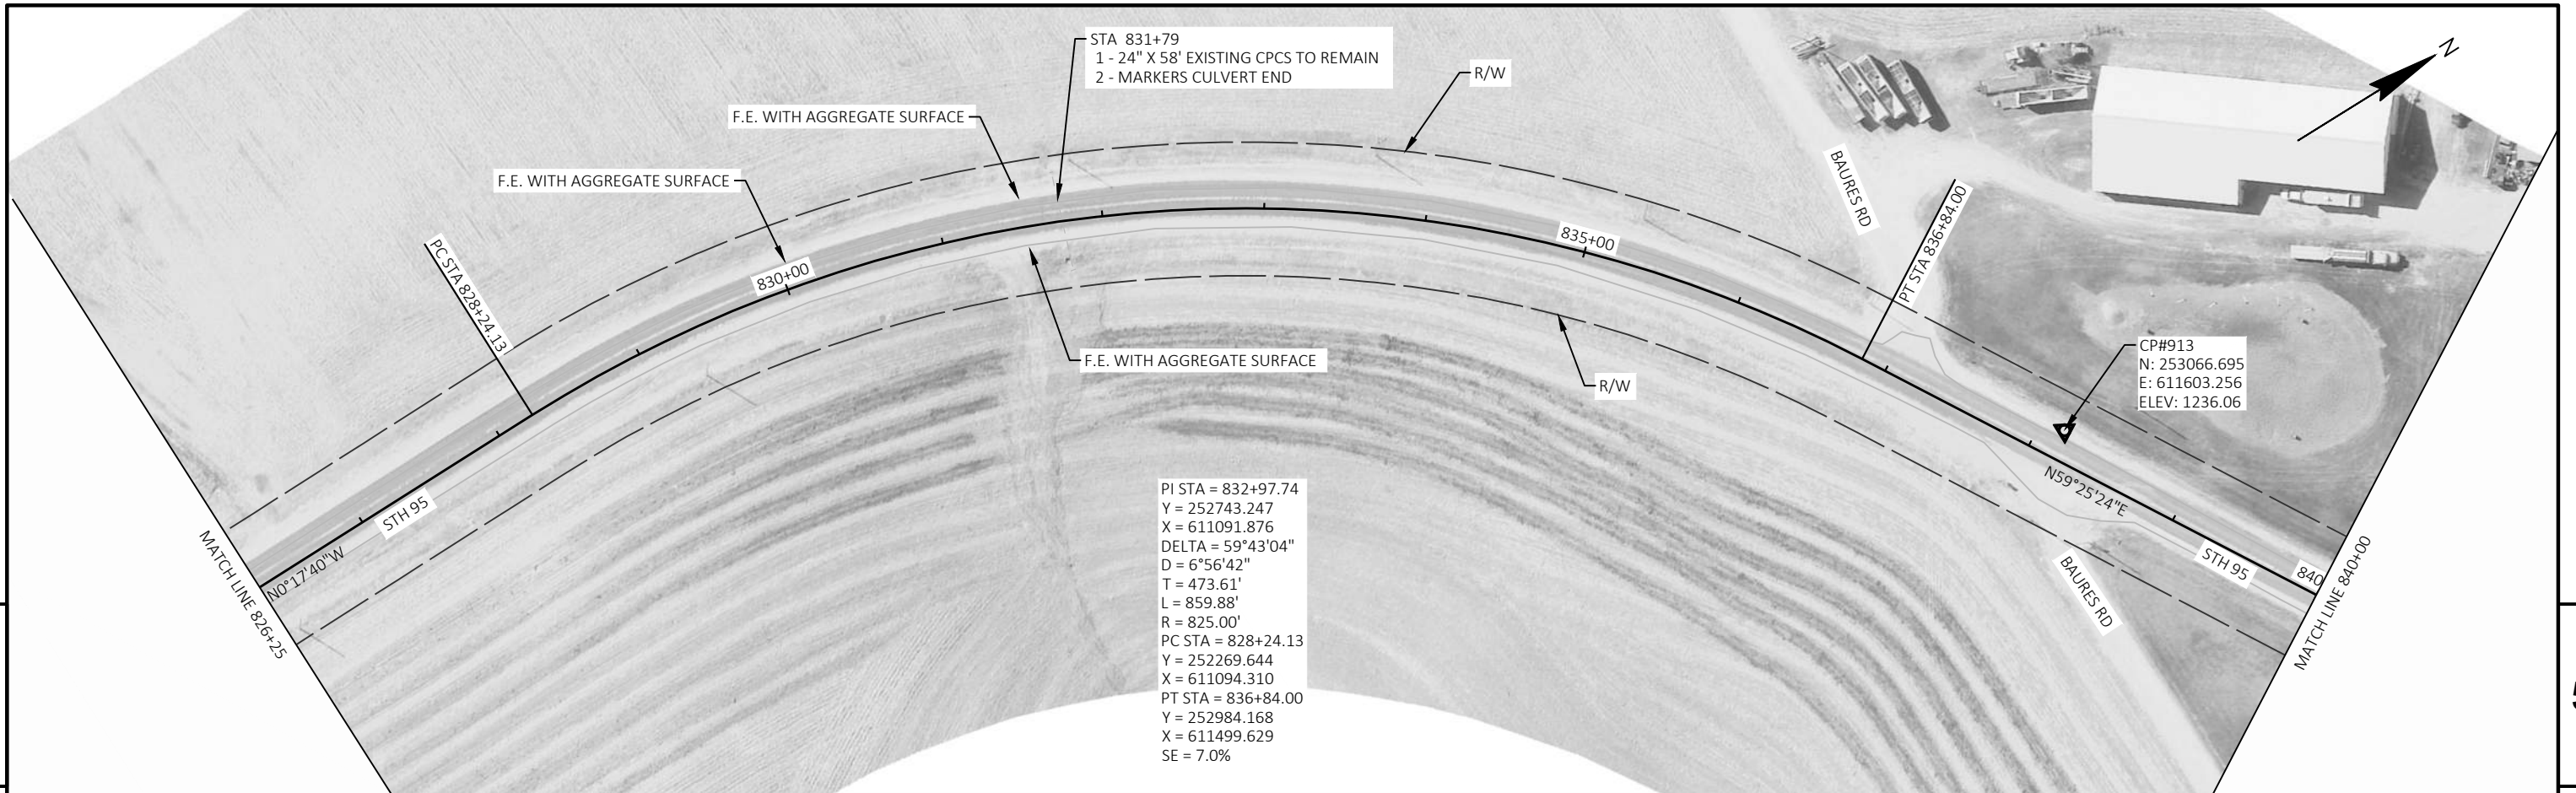 STA 831+79
1 - 24" X 58' EXISTING CPCS TO REMAIN
2 - MARKERS CULVERT END
R/W
N
F.E. WITH AGGREGATE SURFACE
F.E. WITH AGGREGATE SURFACE
BAURES RD
PC STA 828+24.13
830+00
835+00
PT STA 836+84.00
F.E. WITH AGGREGATE SURFACE
R/W
CP#913
N: 253066.695
E: 611603.256
ELEV: 1236.06
N59°25'24"E
STH 95
MATCH LINE 826+25
N0°17'40"W
PI STA = 832+97.74
Y = 252743.247
X = 611091.876
DELTA = 59°43'04"
D = 6°56'42"
T = 473.61'
L = 859.88'
R = 825.00'
PC STA = 828+24.13
Y = 252269.644
X = 611094.310
PT STA = 836+84.00
Y = 252984.168
X = 611499.629
SE = 7.0%
BAURES RD
STH 95
840
MATCH LINE 840+00